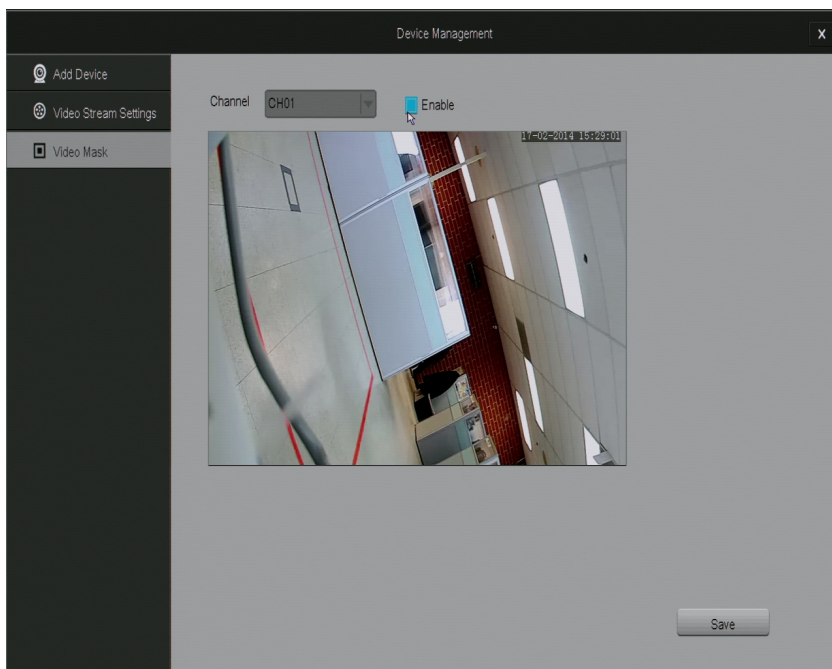 Device Management
X
Add Device
Video Stream Settings
Video Mask
Channel
CH01
Enable
17-02-2014 15:29:01
Save